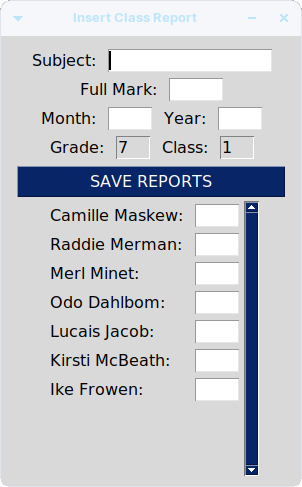 Insert Class Report
Subject:
Full Mark:
Month: Year:
Grade: 7 Class: 1
SAVE REPORTS
Camille Maskew:
Raddie Merman:
Merl Minet:
Odo Dahlbom:
Lucais Jacob:
Kirsti McBeath:
Ike Frowen: